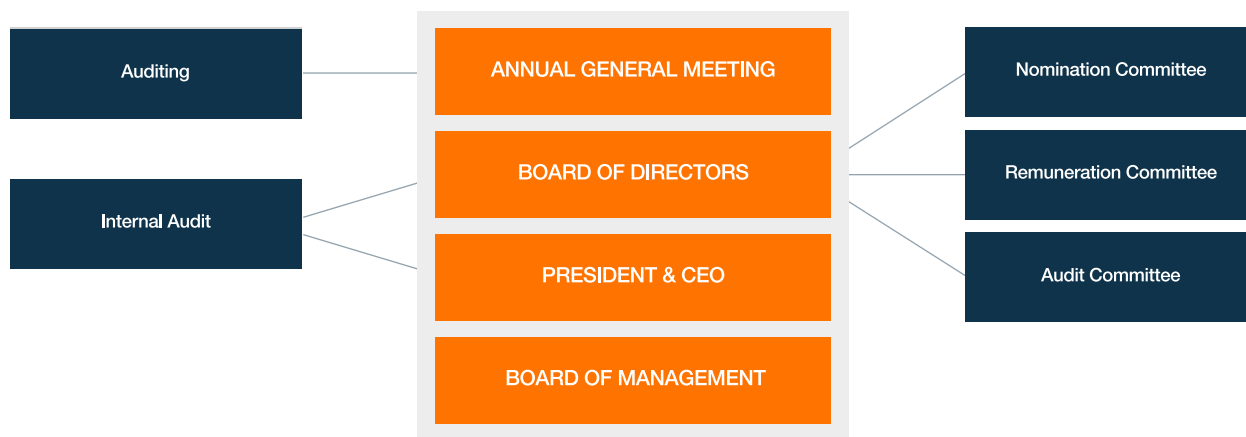 Auditing
Internal Audit
ANNUAL GENERAL MEETING
BOARD OF DIRECTORS
PRESIDENT & CEO
BOARD OF MANAGEMENT
Nomination Committee
Remuneration Committee
Audit Committee